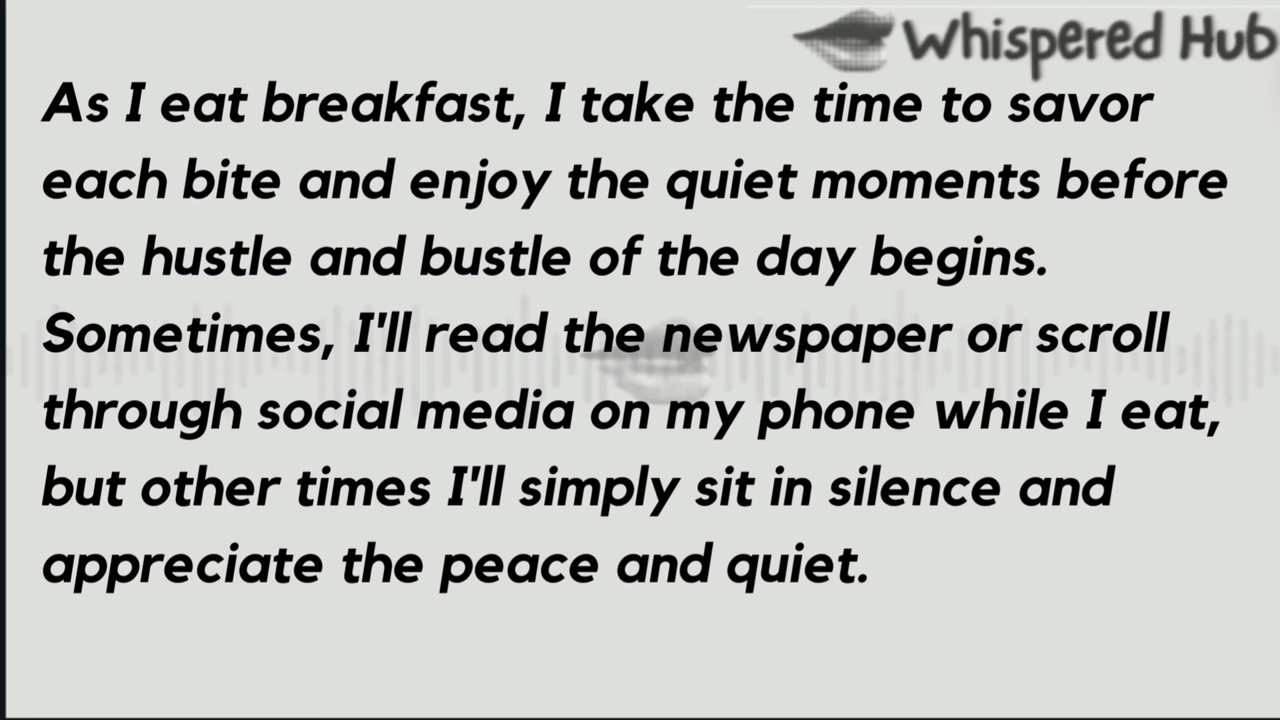 Whispered Hub
As I eat breakfast, I take the time to savor
each bite and enjoy the quiet moments before
the hustle and bustle of the day begins.
Sometimes, I'll read the newspaper or scroll
through social media on my phone while I eat,
but other times I'll simply sit in silence and
appreciate the peace and quiet.